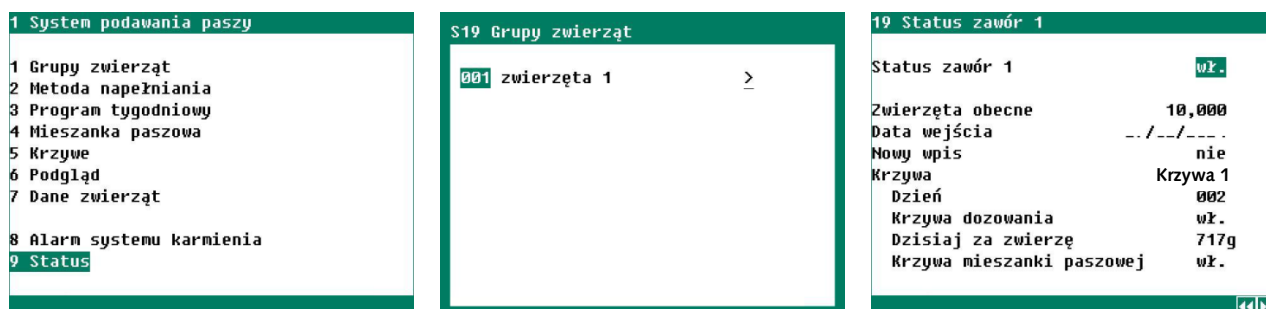 1 System podawania paszy
1 Grupy zwierząt
2 Metoda napełniania
3 Program tygodniowy
4 Mieszanka paszowa
5 Krzywe
6 Podgląd
7 Dane zwierząt
8 Alarm systemu karmienia
9 Status
S19 Grupy zwierząt
001 zwierzęta 1 >
19 Status zawór 1
Status zawór 1 wł.
Zwierzęta obecne 10,000
Data wejścia _./__/___.
Nowy wpis nie
Krzywa Krzywa 1
Dzień 002
Krzywa dozowania wł.
Dzisiaj za zwierzę 717g
Krzywa mieszanki paszowej wł.